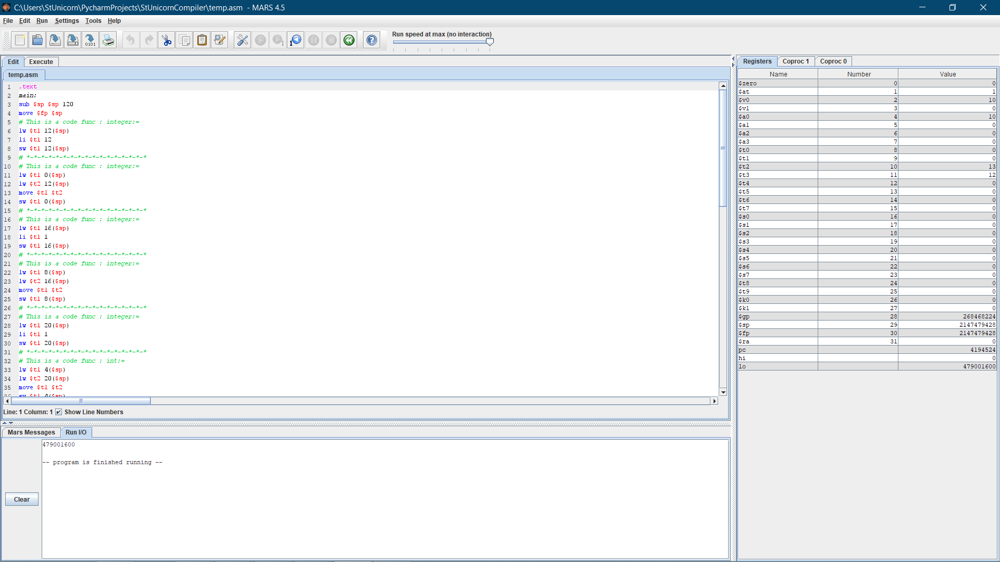 C:\Users\StUnicorn\PycharmProjects\StUnicornCompiler\temp.asm - MARS 4.5
File Edit Run Settings Tools Help
Run speed at max (no interaction)
Edit Execute
temp.asm
1 .text
2 main:
3 sub $sp $sp 120
4 move $fp $sp
5 # This is a code func : integer:=
6 lw $t1 12($sp)
7 li $t1 12
8 sw $t1 12($sp)
9 # *-*-*-*-*-*-*-*-*-*-*-*-*-*-*-*-*
10 # This is a code func : integer:=
11 lw $t1 0($sp)
12 lw $t2 12($sp)
13 move $t1 $t2
14 sw $t1 0($sp)
15 # *-*-*-*-*-*-*-*-*-*-*-*-*-*-*-*-*
16 # This is a code func : integer:=
17 lw $t1 16($sp)
18 li $t1 1
19 sw $t1 16($sp)
20 # *-*-*-*-*-*-*-*-*-*-*-*-*-*-*-*-*
21 # This is a code func : integer:=
22 lw $t1 8($sp)
23 lw $t2 16($sp)
24 move $t1 $t2
25 sw $t1 8($sp)
26 # *-*-*-*-*-*-*-*-*-*-*-*-*-*-*-*-*
27 # This is a code func : integer:=
28 lw $t1 20($sp)
29 li $t1 1
30 sw $t1 20($sp)
31 # *-*-*-*-*-*-*-*-*-*-*-*-*-*-*-*-*
32 # This is a code func : int:=
33 lw $t1 4($sp)
34 lw $t2 20($sp)
35 move $t1 $t2
36 sw $t1 4($sp)
Line: 1 Column: 1 Show Line Numbers
Mars Messages Run I/O
479001600
-- program is finished running --
Clear
Registers Coproc 1 Coproc 0
Name Number Value
$zero 0 0
$at 1 1
$v0 2 10
$v1 3 0
$a0 4 10
$a1 5 0
$a2 6 0
$a3 7 0
$t0 8 0
$t1 9 0
$t2 10 13
$t3 11 12
$t4 12 0
$t5 13 0
$t6 14 0
$t7 15 0
$s0 16 0
$s1 17 0
$s2 18 0
$s3 19 0
$s4 20 0
$s5 21 0
$s6 22 0
$s7 23 0
$t8 24 0
$t9 25 0
$k0 26 0
$k1 27 0
$gp 28 268468224
$sp 29 2147479428
$fp 30 2147479428
$ra 31 0
pc 4194524
hi 0
lo 479001600